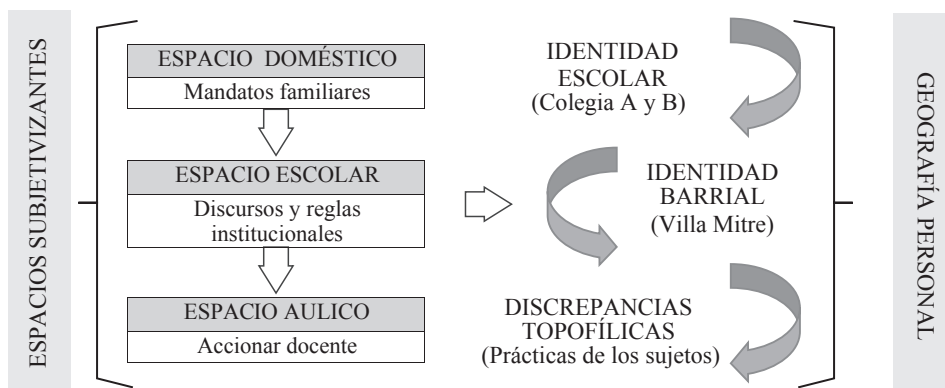 ESPACIOS SUBJETIVIZANTES
ESPACIO DOMÉSTICO
Mandatos familiares
ESPACIO ESCOLAR
Discursos y reglas
institucionales
ESPACIO AULICO
Accionar docente
IDENTIDAD
ESCOLAR
(Colegia A y B)
IDENTIDAD
BARRIAL
(Villa Mitre)
DISCREPANCIAS
TOPOFÍLICAS
(Prácticas de los sujetos)
GEOGRAFÍA PERSONAL